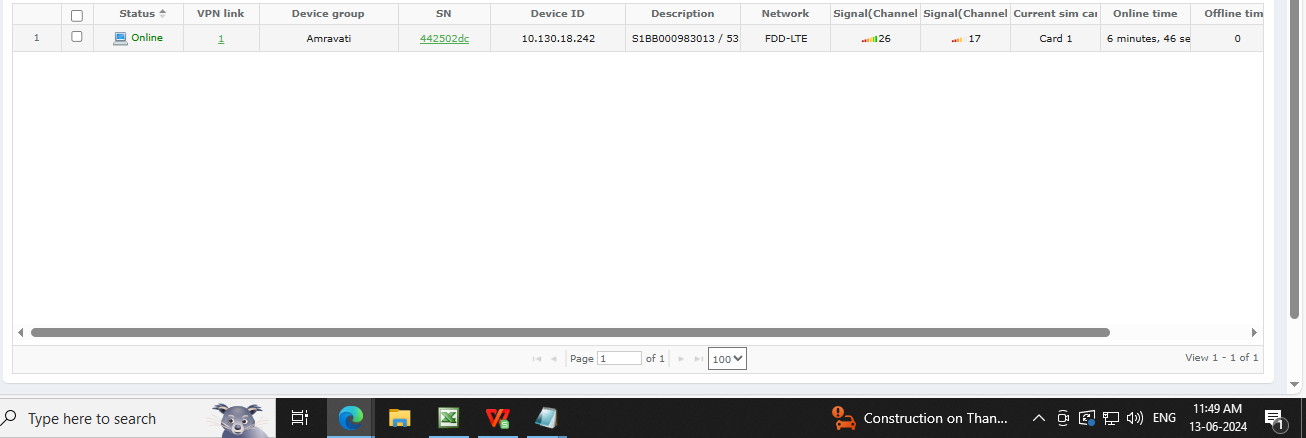 Status VPN link Device group SN Device ID Description Network Signal(Channel Signal(Channel Current sim car Online time Offline tim
1 Online 1 Amravati 442502dc 10.130.18.242 S1BB000983013 / 53 FDD-LTE 26 17 Card 1 6 minutes, 46 se 0
Page 1 of 1 100 View 1 - 1 of 1
Type here to search Construction on Than... ENG 11:49 AM
13-06-2024 1